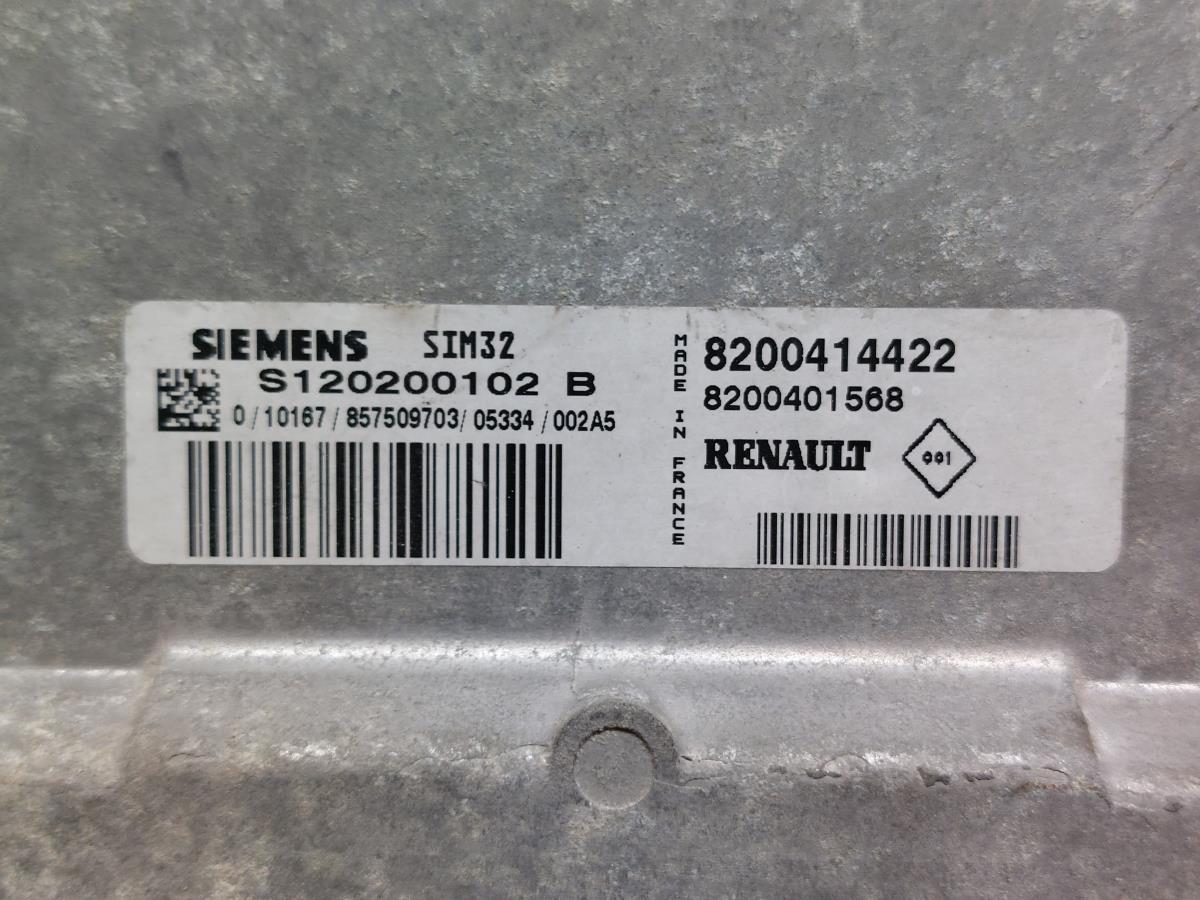 SIEMENS SIM32
S120200102 B
0/10167/857509703/05334/002A5
MADE IN FRANCE
8200414422
8200401568
RENAULT 001